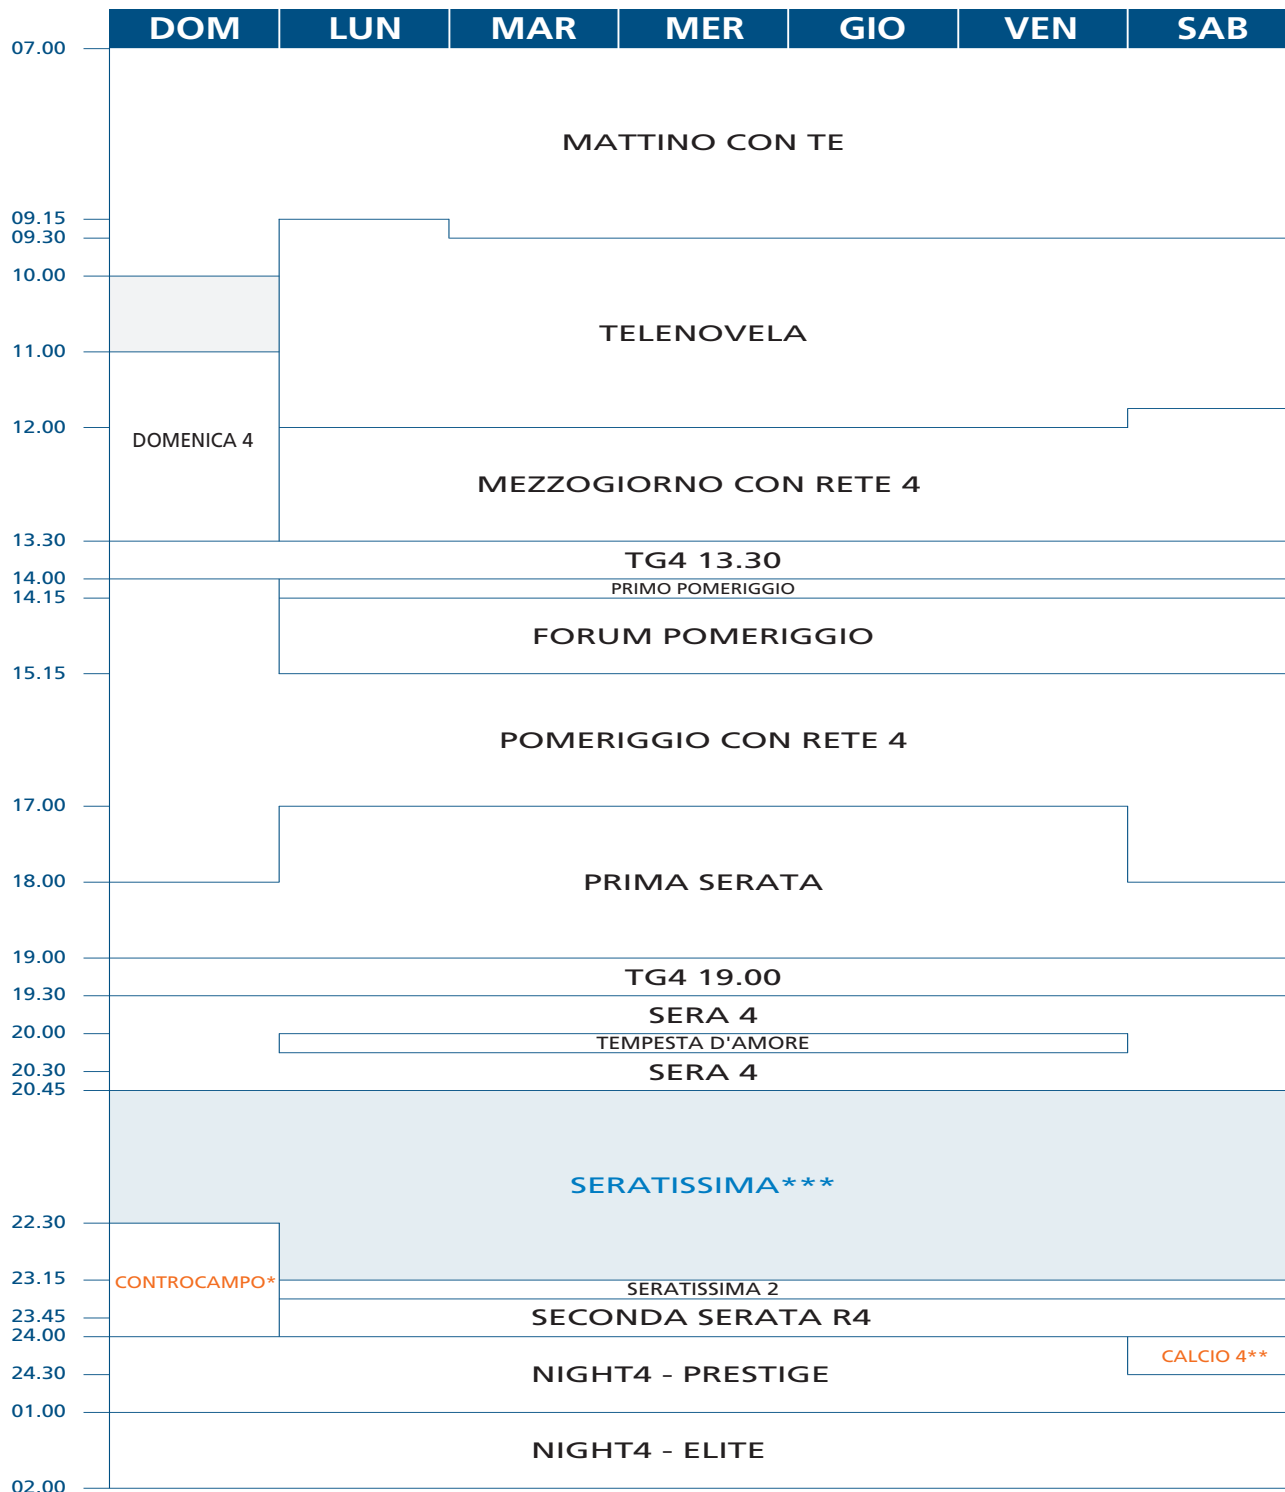 DOM LUN MAR MER GIO VEN SAB
07.00
MATTINO CON TE
09.15
09.30
10.00
TELENOVELA
11.00
12.00
DOMENICA 4
MEZZOGIORNO CON RETE 4
13.30
TG4 13.30
14.00
PRIMO POMERIGGIO
14.15
FORUM POMERIGGIO
15.15
POMERIGGIO CON RETE 4
17.00
18.00
PRIMA SERATA
19.00
TG4 19.00
19.30
SERA 4
20.00
TEMPESTA D'AMORE
20.30
SERA 4
20.45
SERATISSIMA***
22.30
23.15
CONTROCAMPO*
SERATISSIMA 2
23.45
SECONDA SERATA R4
24.00
CALCIO 4**
24.30
NIGHT4 - PRESTIGE
01.00
NIGHT4 - ELITE
02.00